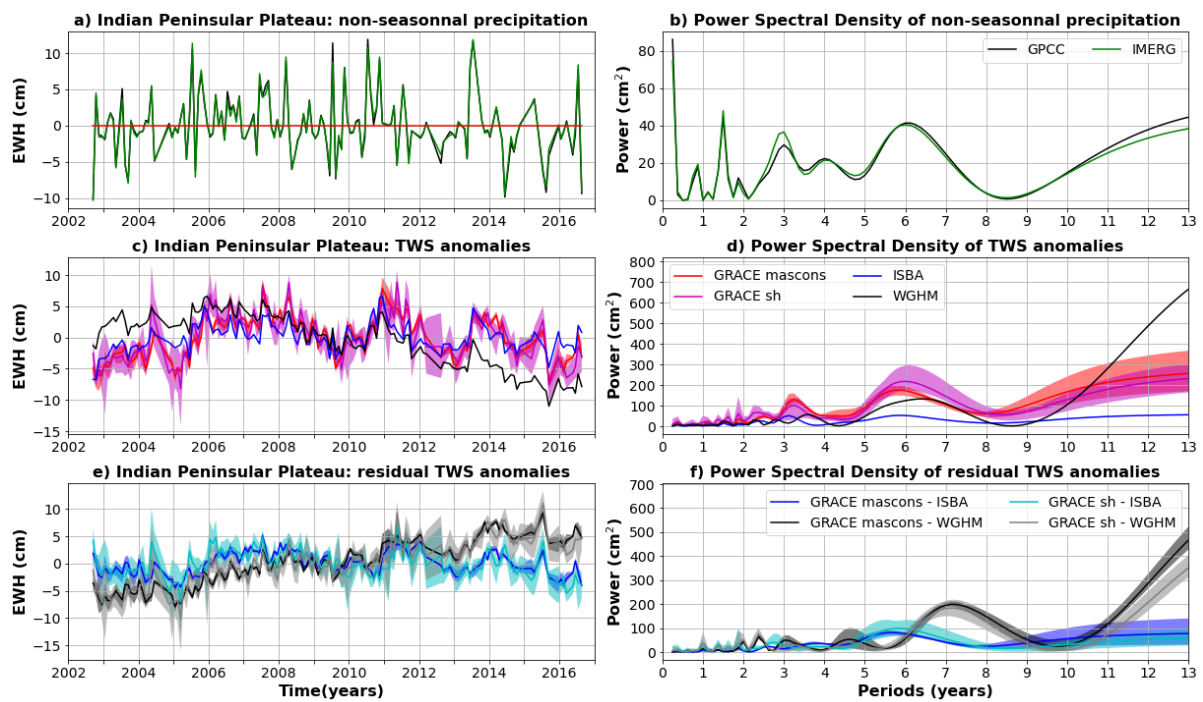 a) Indian Peninsular Plateau: non-seasonnal precipitation
EWH (cm)
10
5
0
−5
−10
2002 2004 2006 2008 2010 2012 2014 2016
b) Power Spectral Density of non-seasonnal precipitation
Power (cm²)
80
60
40
20
0
GPCC IMERG
0 1 2 3 4 5 6 7 8 9 10 11 12 13
c) Indian Peninsular Plateau: TWS anomalies
EWH (cm)
10
5
0
−5
−10
−15
d) Power Spectral Density of TWS anomalies
Power (cm²)
800
700
600
500
400
300
200
100
0
GRACE mascons ISBA
GRACE sh WGHM
0 1 2 3 4 5 6 7 8 9 10 11 12 13
e) Indian Peninsular Plateau: residual TWS anomalies
EWH (cm)
10
5
0
−5
−10
−15
2002 2004 2006 2008 2010 2012 2014 2016
Time(years)
f) Power Spectral Density of residual TWS anomalies
Power (cm²)
700
600
500
400
300
200
100
0
GRACE mascons - ISBA GRACE sh - ISBA
GRACE mascons - WGHM GRACE sh - WGHM
0 1 2 3 4 5 6 7 8 9 10 11 12 13
Periods (years)